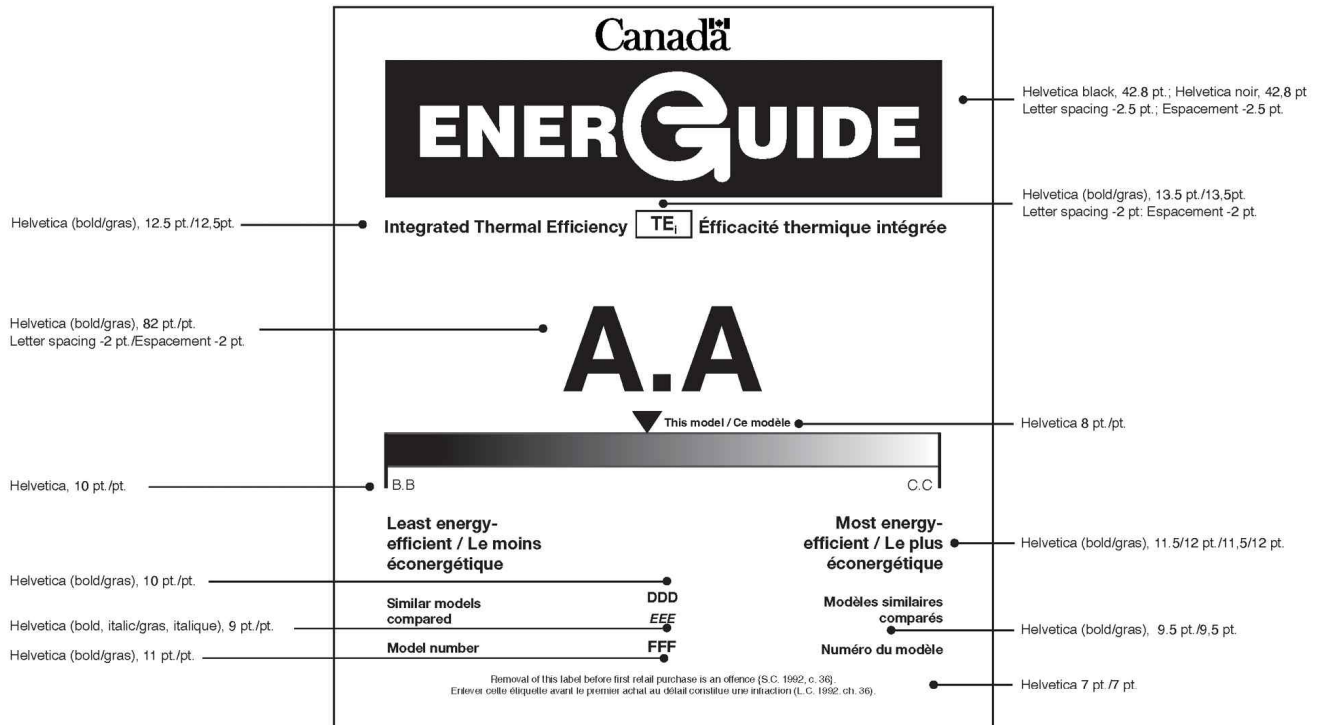 Canada
ENERGUIDE
Helvetica black, 42.8 pt.; Helvetica noir, 42,8 pt
Letter spacing -2.5 pt.; Espacement -2.5 pt.
Helvetica (bold/gras), 13.5 pt./13,5pt.
Letter spacing -2 pt: Espacement -2 pt.
Helvetica (bold/gras), 12.5 pt./12,5pt.
Integrated Thermal Efficiency TEi Éfficacité thermique intégrée
Helvetica (bold/gras), 82 pt./pt.
Letter spacing -2 pt./Espacement -2 pt.
A.A
This model / Ce modèle
Helvetica 8 pt./pt.
Helvetica, 10 pt./pt.
B.B
C.C
Least energy-
efficient / Le moins
éconergétique
Most energy-
efficient / Le plus
éconergétique
Helvetica (bold/gras), 11.5/12 pt./11,5/12 pt.
Helvetica (bold/gras), 10 pt./pt.
DDD
Similar models
compared
EEE
Modèles similaires
comparés
Helvetica (bold, italic/gras, italique), 9 pt./pt.
Helvetica (bold/gras), 9.5 pt./9,5 pt.
Helvetica (bold/gras), 11 pt./pt.
Model number
FFF
Numéro du modèle
Removal of this label before first retail purchase is an offence (S.C. 1992, c. 36).
Enlever cette étiquette avant le premier achat au détail constitue une infraction (L.C. 1992, ch. 36).
Helvetica 7 pt./7 pt.